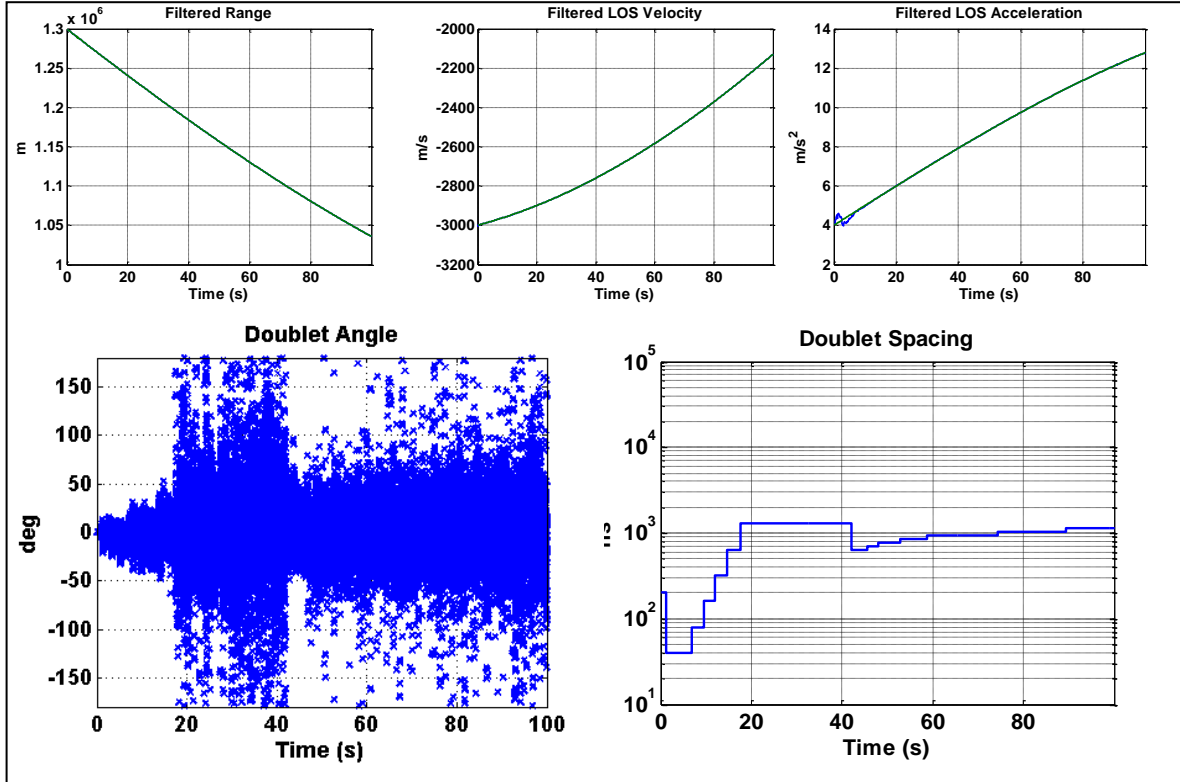 Filtered Range
x 10^6
1.3
1.25
1.2
1.15
1.1
1.05
1
m
0 20 40 60 80
Time (s)
Filtered LOS Velocity
-2000
-2200
-2400
-2600
-2800
-3000
-3200
m/s
0 20 40 60 80
Time (s)
Filtered LOS Acceleration
14
12
10
8
6
4
2
m/s^2
0 20 40 60 80
Time (s)
Doublet Angle
150
100
50
0
-50
-100
-150
deg
0 20 40 60 80 100
Time (s)
Doublet Spacing
10^5
10^4
10^3
10^2
10^1
0 20 40 60 80
Time (s)